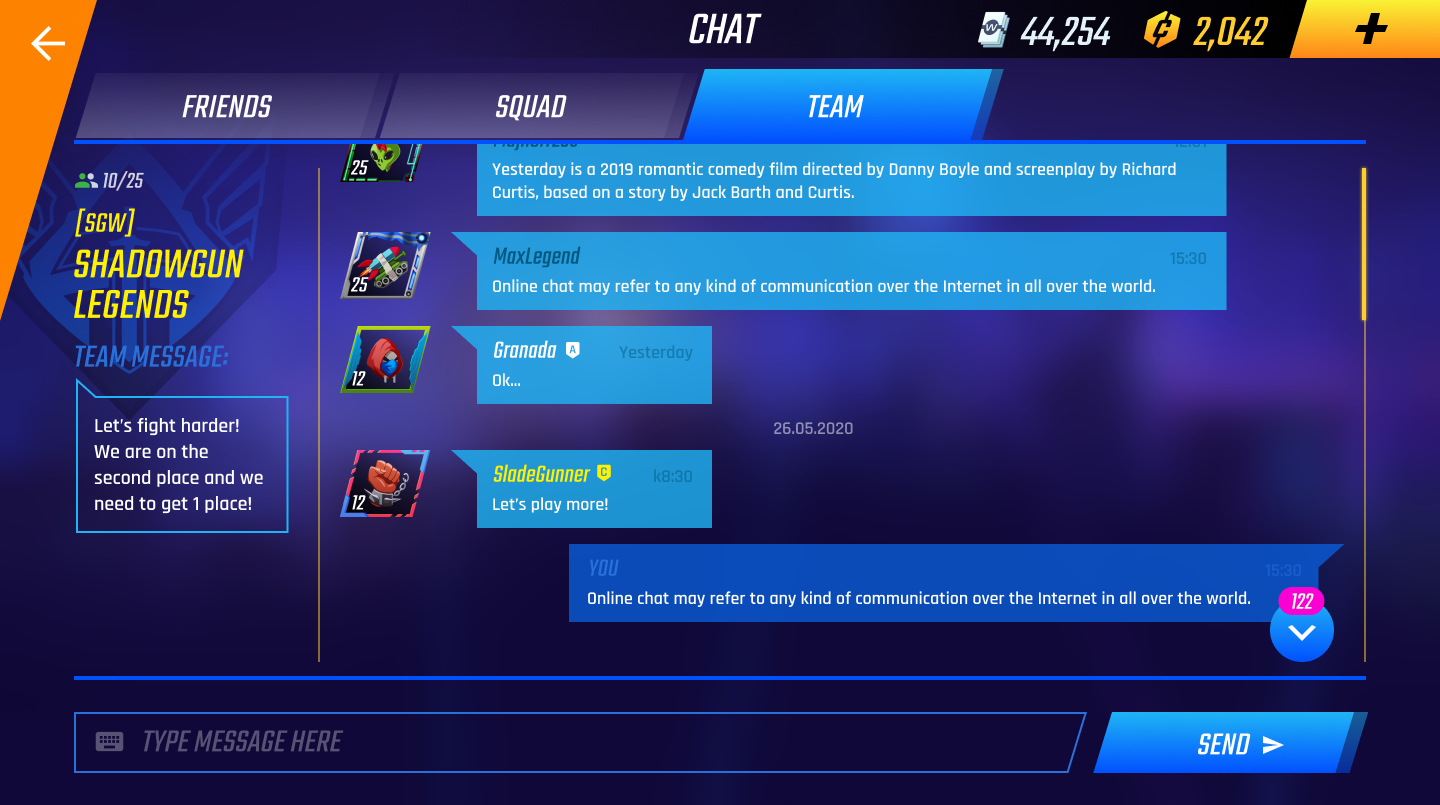 CHAT
44,254
2,042
FRIENDS
SQUAD
TEAM
10/25
[SGW]
SHADOWGUN
LEGENDS
TEAM MESSAGE:
Let's fight harder!
We are on the
second place and we
need to get 1 place!
25
Yesterday is a 2019 romantic comedy film directed by Danny Boyle and screenplay by Richard
Curtis, based on a story by Jack Barth and Curtis.
25
MaxLegend
15:30
Online chat may refer to any kind of communication over the Internet in all over the world.
12
Granada A
Yesterday
Ok...
26.05.2020
12
SladeGunner C
k8:30
Let's play more!
YOU
15:30
Online chat may refer to any kind of communication over the Internet in all over the world.
122
TYPE MESSAGE HERE
SEND